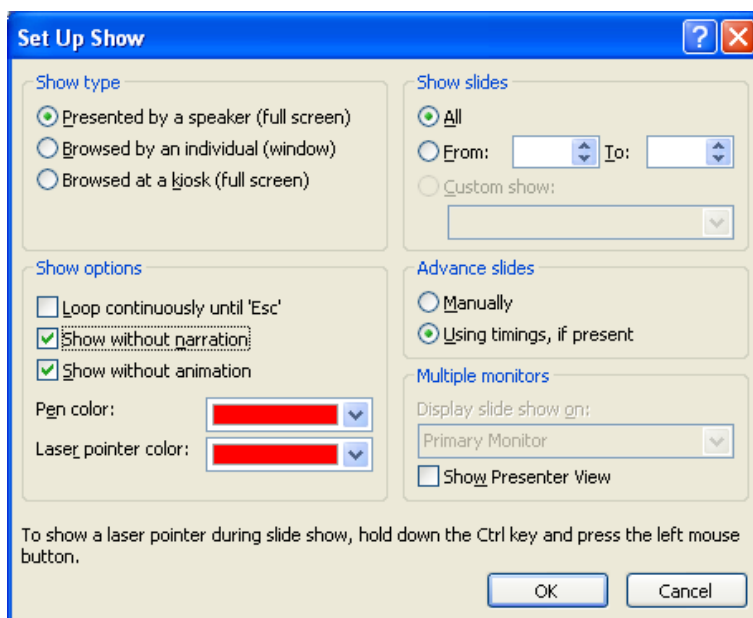 Set Up Show
Show type
Presented by a speaker (full screen)
Browsed by an individual (window)
Browsed at a kiosk (full screen)
Show slides
All
From: To:
Custom show:
Show options
Loop continuously until 'Esc'
Show without narration
Show without animation
Pen color:
Laser pointer color:
Advance slides
Manually
Using timings, if present
Multiple monitors
Display slide show on:
Primary Monitor
Show Presenter View
To show a laser pointer during slide show, hold down the Ctrl key and press the left mouse
button.
OK Cancel